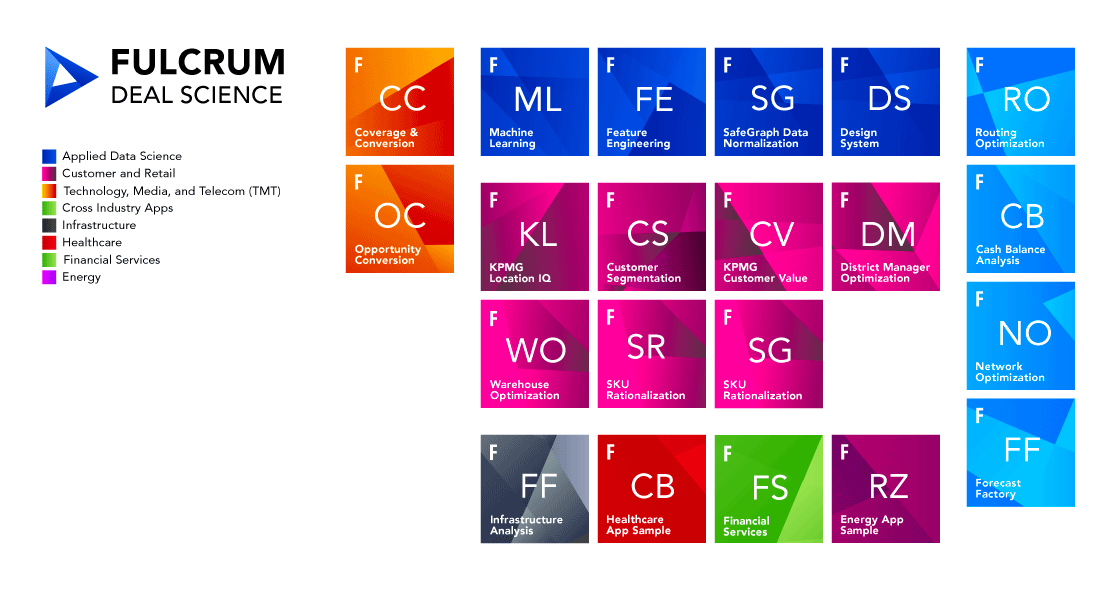 FULCRUM
DEAL SCIENCE
Applied Data Science
Customer and Retail
Technology, Media, and Telecom (TMT)
Cross Industry Apps
Infrastructure
Healthcare
Financial Services
Energy
F
CC
Coverage &
Conversion
F
OC
Opportunity
Conversion
F
ML
Machine
Learning
F
FE
Feature
Engineering
F
SG
SafeGraph Data
Normalization
F
DS
Design
System
F
KL
KPMG
Location IQ
F
CS
Customer
Segmentation
F
CV
KPMG
Customer Value
F
DM
District Manager
Optimization
F
WO
Warehouse
Optimization
F
SR
SKU
Rationalization
F
SG
SKU
Rationalization
F
FF
Infrastructure
Analysis
F
CB
Healthcare
App Sample
F
FS
Financial
Services
F
RZ
Energy App
Sample
F
RO
Routing
Optimization
F
CB
Cash Balance
Analysis
F
NO
Network
Optimization
F
FF
Forecast
Factory